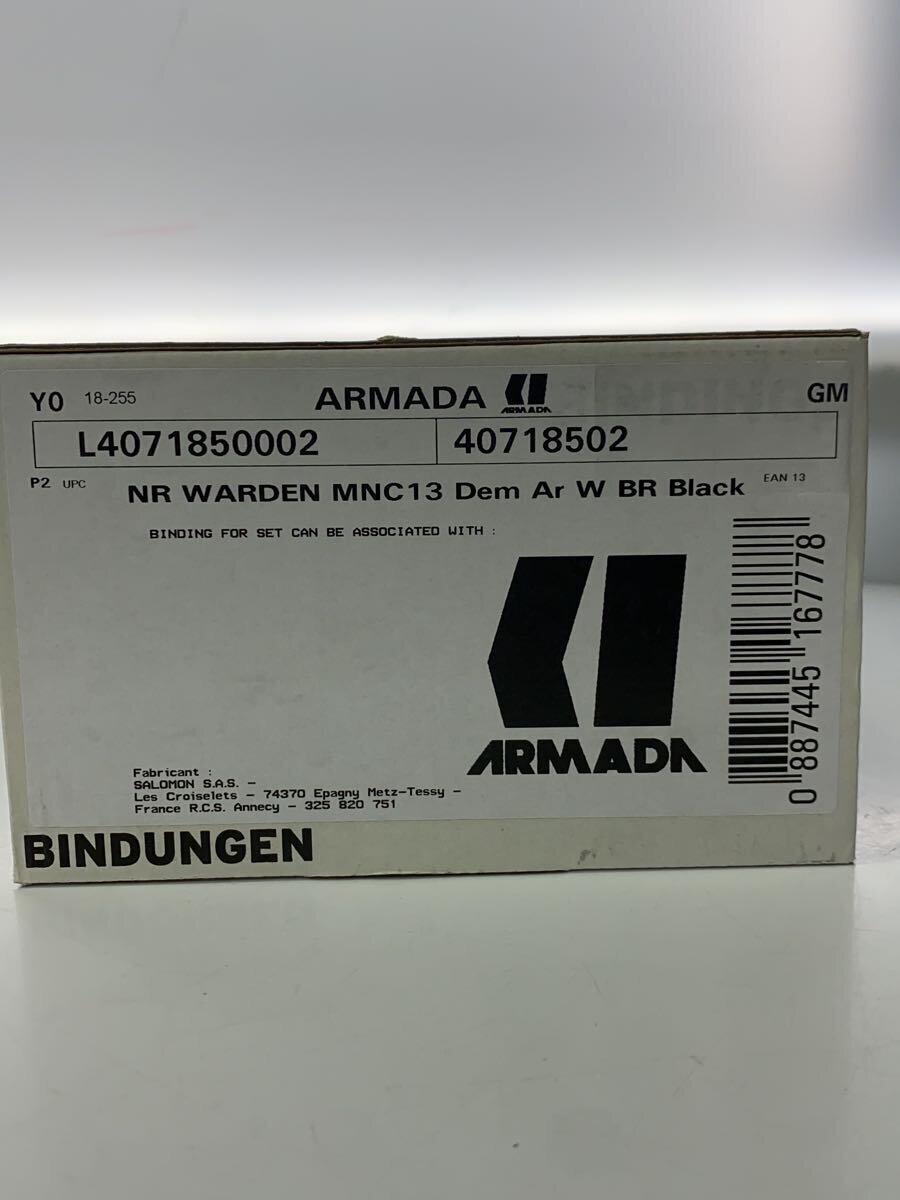 Y0 18-255 ARMADA ARMADA GM
L4071850002 40718502
P2 UPC NR WARDEN MNC13 Dem Ar W BR Black EAN 13
BINDING FOR SET CAN BE ASSOCIATED WITH :
ARMADA
0 887445 167778
Fabricant :
SALOMON S.A.S. -
Les Croiselets - 74370 Epagny Metz-Tessy -
France R.C.S. Annecy - 325 820 751
BINDUNGEN